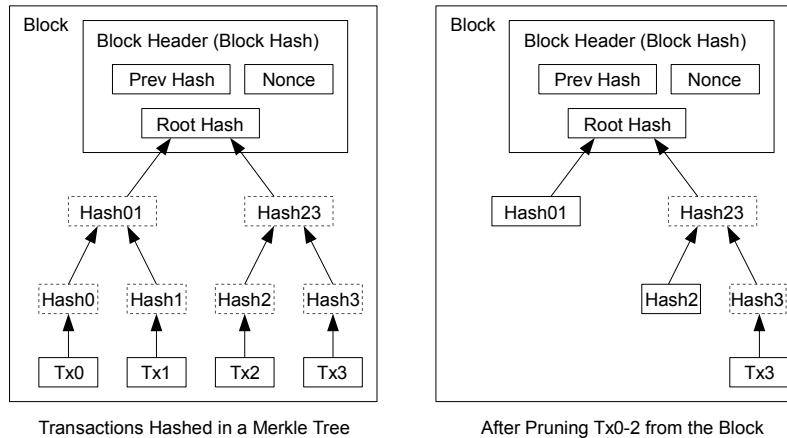 Block
Block Header (Block Hash)
Prev Hash
Nonce
Root Hash
Hash01
Hash23
Hash0
Hash1
Hash2
Hash3
Tx0
Tx1
Tx2
Tx3
Transactions Hashed in a Merkle Tree
Block
Block Header (Block Hash)
Prev Hash
Nonce
Root Hash
Hash01
Hash23
Hash2
Hash3
Tx3
After Pruning Tx0-2 from the Block